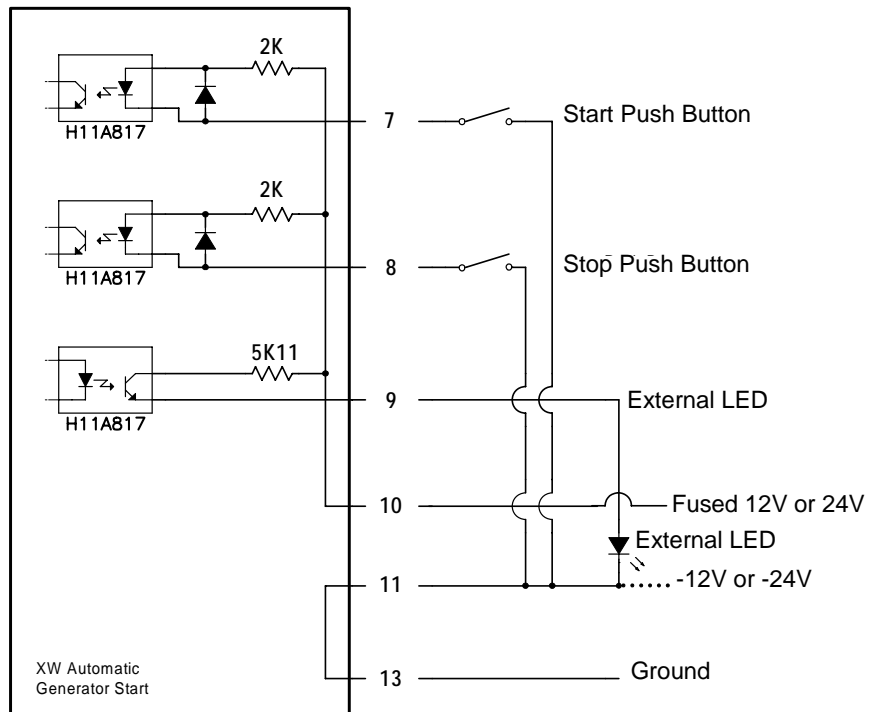 2K
H11A817
7
Start Push Button
2K
H11A817
8
Stop Push Button
5K11
H11A817
9
External LED
10
Fused 12V or 24V
External LED
11
-12V or -24V
XW Automatic
Generator Start
13
Ground